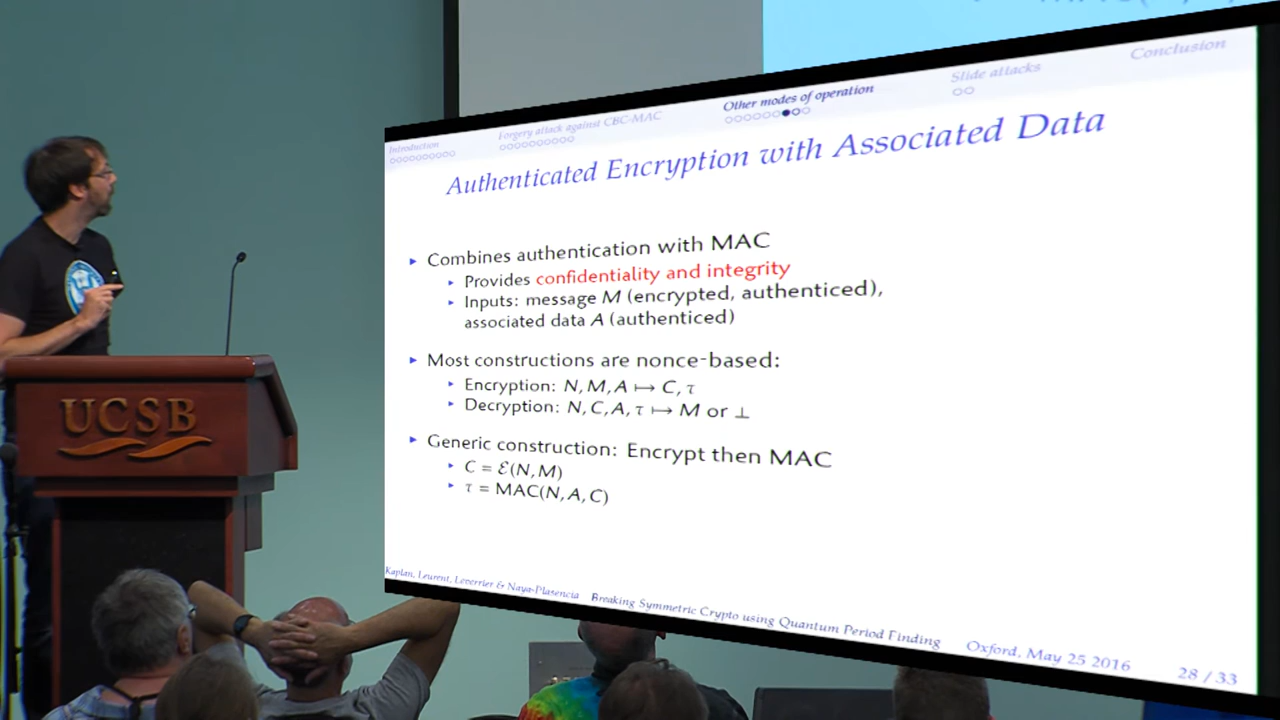 Introduction
Forgery attack against CBC-MAC
Other modes of operation
Slide attacks
Conclusion
Authenticated Encryption with Associated Data
Combines authentication with MAC
Provides confidentiality and integrity
Inputs: message M (encrypted, authenticed),
associated data A (authenticed)
Most constructions are nonce-based:
Encryption: N, M, A ↦ C, τ
Decryption: N, C, A, τ ↦ M or ⊥
Generic construction: Encrypt then MAC
C = ℰ(N, M)
τ = MAC(N, A, C)
Kaplan, Leurent, Leverrier & Naya-Plasencia Breaking Symmetric Crypto using Quantum Period Finding Oxford, May 25 2016 28 / 33
UCSB